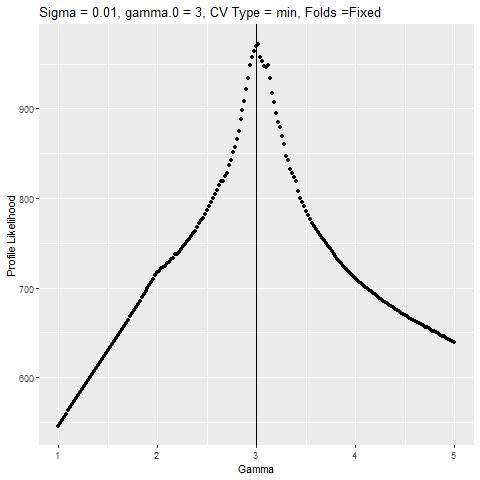 Sigma = 0.01, gamma.0 = 3, CV Type = min, Folds =Fixed
Profile Likelihood
900
800
700
600
1 2 3 4 5
Gamma